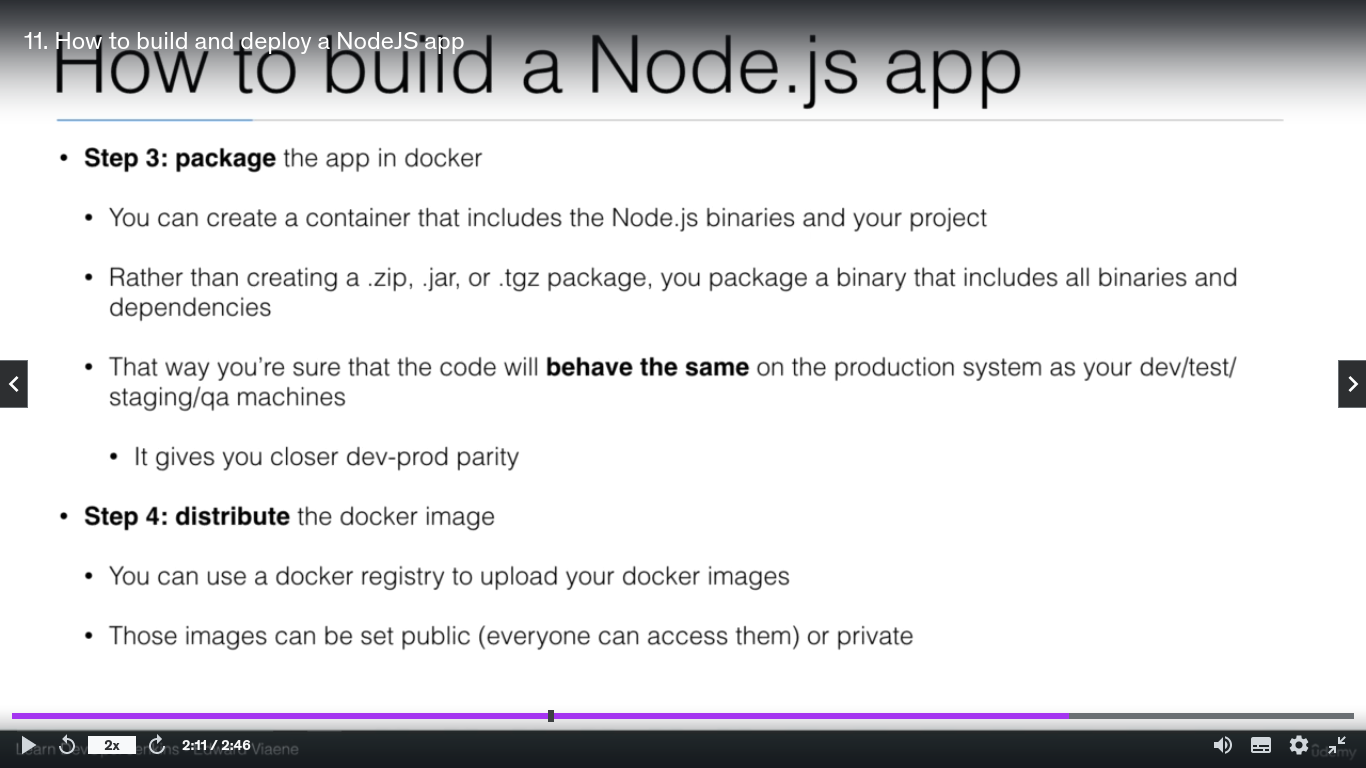 11. How to build and deploy a NodeJS app
How to build a Node.js app
• Step 3: package the app in docker
• You can create a container that includes the Node.js binaries and your project
• Rather than creating a .zip, .jar, or .tgz package, you package a binary that includes all binaries and
dependencies
• That way you’re sure that the code will behave the same on the production system as your dev/test/
staging/qa machines
• It gives you closer dev-prod parity
• Step 4: distribute the docker image
• You can use a docker registry to upload your docker images
• Those images can be set public (everyone can access them) or private
2x
2:11 / 2:46
Viaene